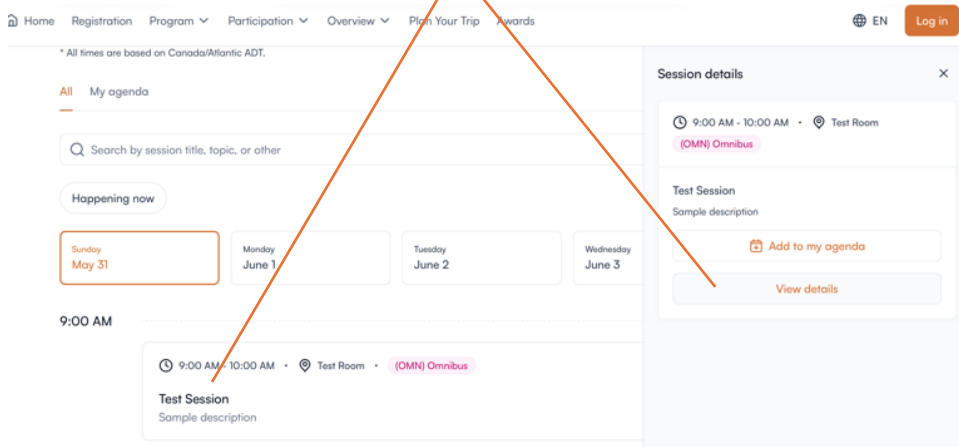 Home Registration Program Participation Overview Plan Your Trip Awards EN Log in
* All times are based on Canada/Atlantic ADT.
All My agenda
Search by session title, topic, or other
Happening now
Sunday
May 31
Monday
June 1
Tuesday
June 2
Wednesday
June 3
9:00 AM
9:00 AM - 10:00 AM · Test Room · (OMN) Omnibus
Test Session
Sample description
Session details
9:00 AM - 10:00 AM · Test Room
(OMN) Omnibus
Test Session
Sample description
Add to my agenda
View details